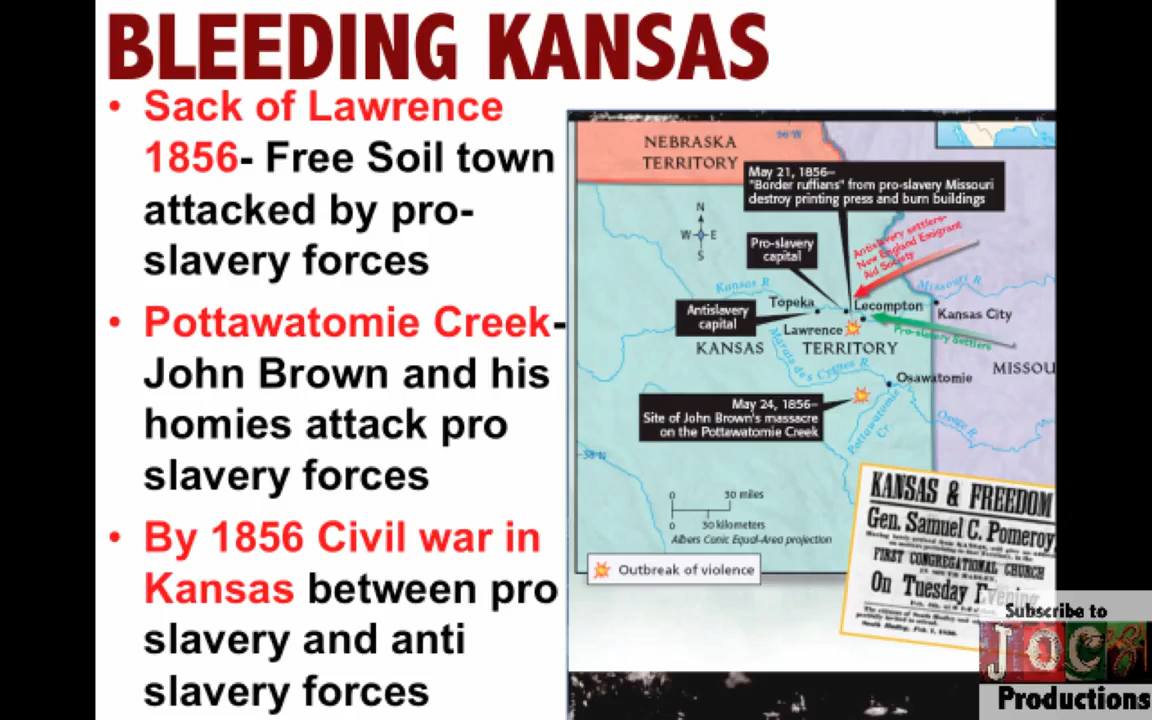 BLEEDING KANSAS
• Sack of Lawrence
1856- Free Soil town
attacked by pro-
slavery forces
• Pottawatomie Creek-
John Brown and his
homies attack pro
slavery forces
• By 1856 Civil war in
Kansas between pro
slavery and anti
slavery forces
NEBRASKA
TERRITORY
96°W
May 21, 1856–
"Border ruffians" from pro-slavery Missouri
destroy printing press and burn buildings
N
W E
S
Pro-slavery
capital
Antislavery settlers-
New England Emigrant
Aid Society
Kansas R.
Missouri R.
Topeka
Lecompton
Kansas City
Antislavery
capital
Lawrence
Pro-slavery Settlers
KANSAS TERRITORY
MISSOU
Marais des Cygnes R.
Osawatomie
May 24, 1856–
Site of John Brown's massacre
on the Pottawatomie Creek
Pottawatomie
Cr.
Osage R.
38°N
0 30 miles
0 30 kilometers
Albers Conic Equal-Area projection
Outbreak of violence
KANSAS & FREEDOM
Gen. Samuel C. Pomeroy
FIRST CONGREGATIONAL CHURCH
On Tuesday Evening
Subscribe to
JOCZ
Productions